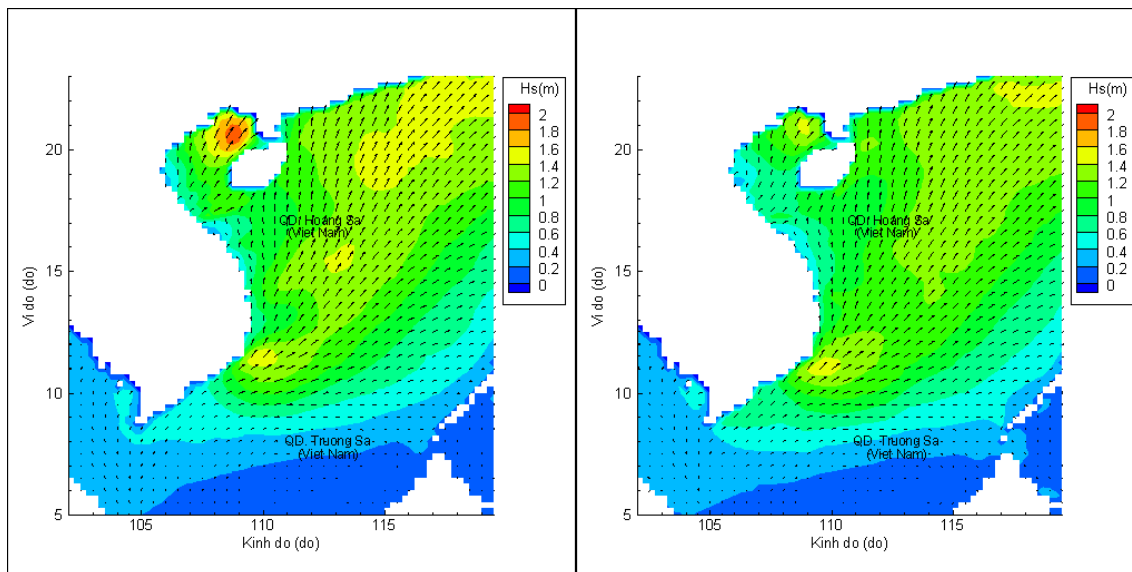 Hs(m)
2
1.8
1.6
1.4
1.2
1
0.8
0.6
0.4
0.2
0
20
15
10
5
Vi do (do)
QD. Hoang Sa
(Viet Nam)
QD. Truong Sa
(Viet Nam)
105
110
115
Kinh do (do)
Hs(m)
2
1.8
1.6
1.4
1.2
1
0.8
0.6
0.4
0.2
0
20
15
10
5
Vi do (do)
QD. Hoang Sa
(Viet Nam)
QD. Truong Sa
(Viet Nam)
105
110
115
Kinh do (do)